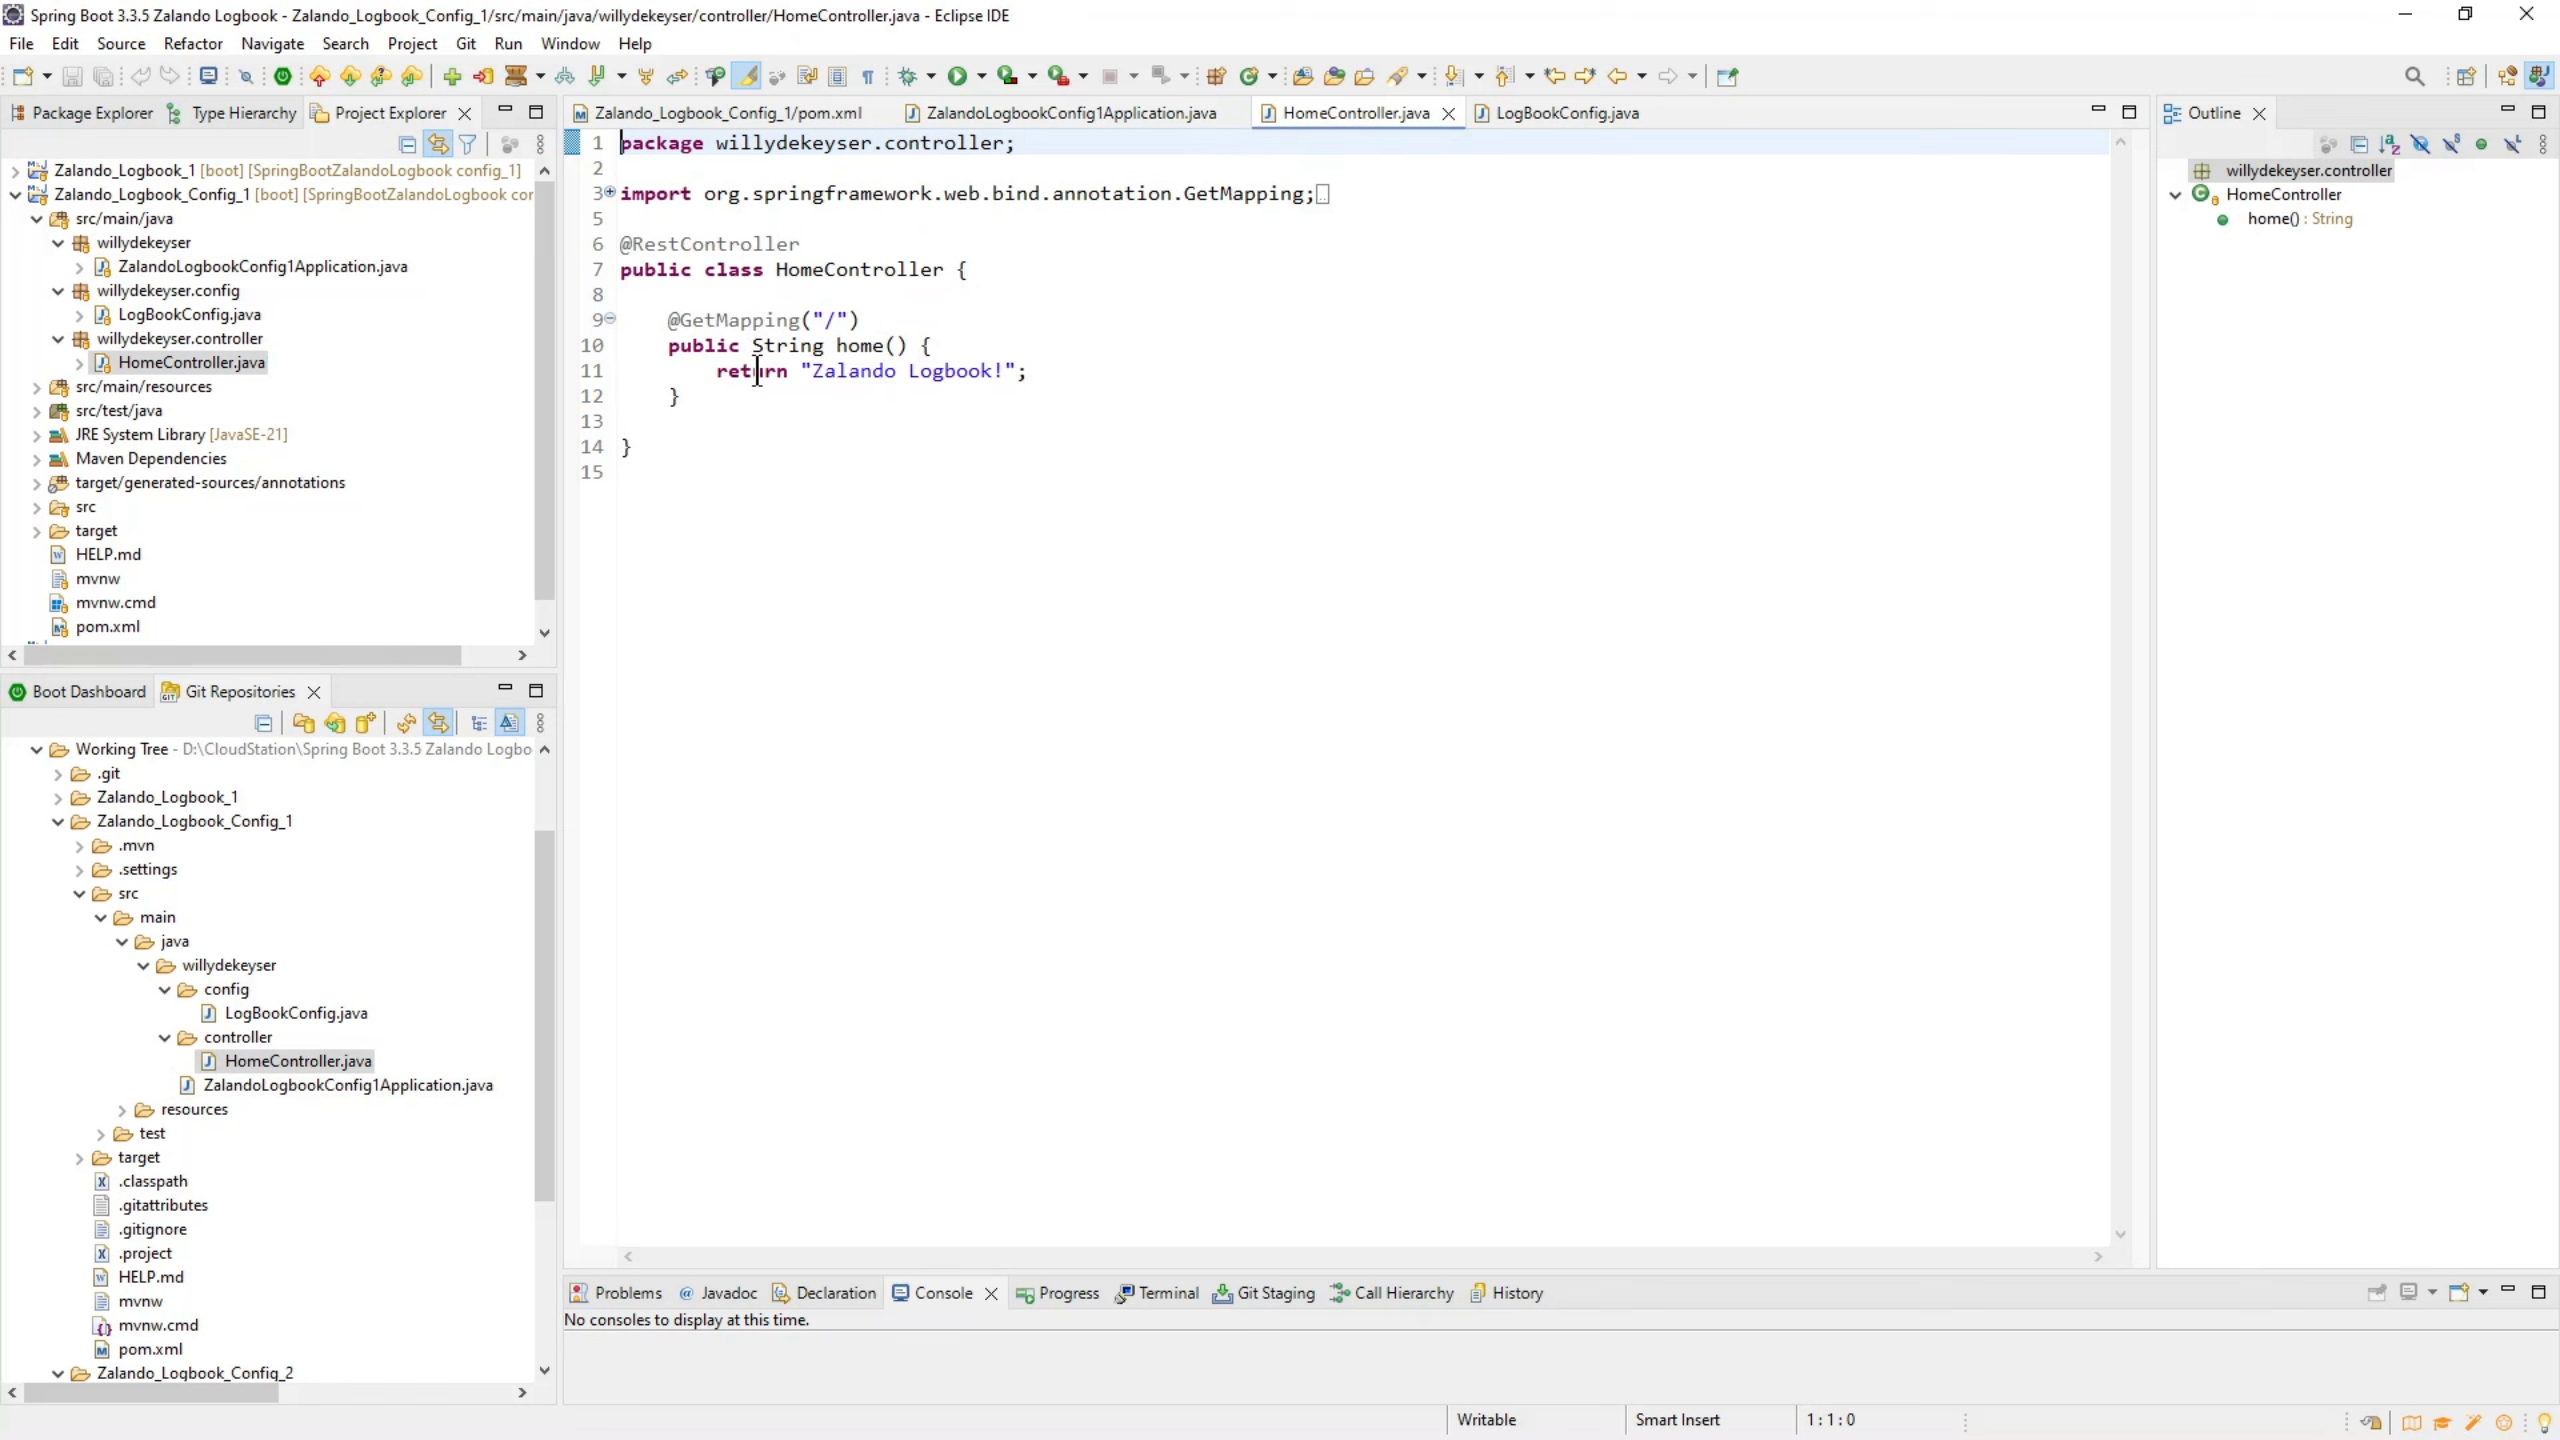 Spring Boot 3.3.5 Zalando Logbook - Zalando_Logbook_Config_1/src/main/java/willydekeyser/controller/HomeController.java - Eclipse IDE
File Edit Source Refactor Navigate Search Project Git Run Window Help
Package Explorer Type Hierarchy Project Explorer
Zalando_Logbook_1 [boot] [SpringBootZalandoLogbook config_1]
Zalando_Logbook_Config_1 [boot] [SpringBootZalandoLogbook cor
src/main/java
willydekeyser
ZalandoLogbookConfig1Application.java
willydekeyser.config
LogBookConfig.java
willydekeyser.controller
HomeController.java
src/main/resources
src/test/java
JRE System Library [JavaSE-21]
Maven Dependencies
target/generated-sources/annotations
src
target
HELP.md
mvnw
mvnw.cmd
pom.xml
Boot Dashboard Git Repositories
Working Tree - D:\CloudStation\Spring Boot 3.3.5 Zalando Logbo
.git
Zalando_Logbook_1
Zalando_Logbook_Config_1
.mvn
.settings
src
main
java
willydekeyser
config
LogBookConfig.java
controller
HomeController.java
ZalandoLogbookConfig1Application.java
resources
test
target
.classpath
.gitattributes
.gitignore
.project
HELP.md
mvnw
mvnw.cmd
pom.xml
Zalando_Logbook_Config_2
Zalando_Logbook_Config_1/pom.xml ZalandoLogbookConfig1Application.java HomeController.java LogBookConfig.java
1 package willydekeyser.controller;
2
3 import org.springframework.web.bind.annotation.GetMapping;
5
6 @RestController
7 public class HomeController {
8
9 @GetMapping("/")
10 public String home() {
11 return "Zalando Logbook!";
12 }
13
14 }
15
Outline
willydekeyser.controller
HomeController
home() : String
Problems Javadoc Declaration Console Progress Terminal Git Staging Call Hierarchy History
No consoles to display at this time.
Writable Smart Insert 1 : 1 : 0